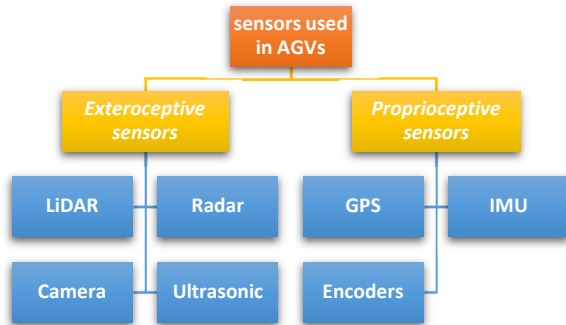 sensors used
in AGVs
Exteroceptive
sensors
Proprioceptive
sensors
LiDAR
Radar
GPS
IMU
Camera
Ultrasonic
Encoders